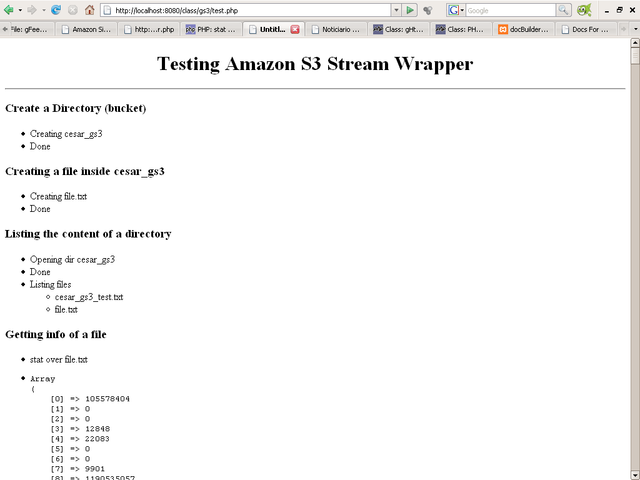 http://localhost:8080/class/gs3/test.php
Google
File: gFee...
Amazon Si...
http:...r.php
PHP: stat ...
Untitl...
Noticiario ...
Class: gHt...
Class: PH...
docBuilder...
Docs For ...
Testing Amazon S3 Stream Wrapper
Create a Directory (bucket)
Creating cesar_gs3
Done
Creating a file inside cesar_gs3
Creating file.txt
Done
Listing the content of a directory
Opening dir cesar_gs3
Done
Listing files
cesar_gs3_test.txt
file.txt
Getting info of a file
stat over file.txt
Array
(
[0] => 105578404
[1] => 0
[2] => 0
[3] => 12848
[4] => 22083
[5] => 0
[6] => 0
[7] => 9901
[8] => 1190535057